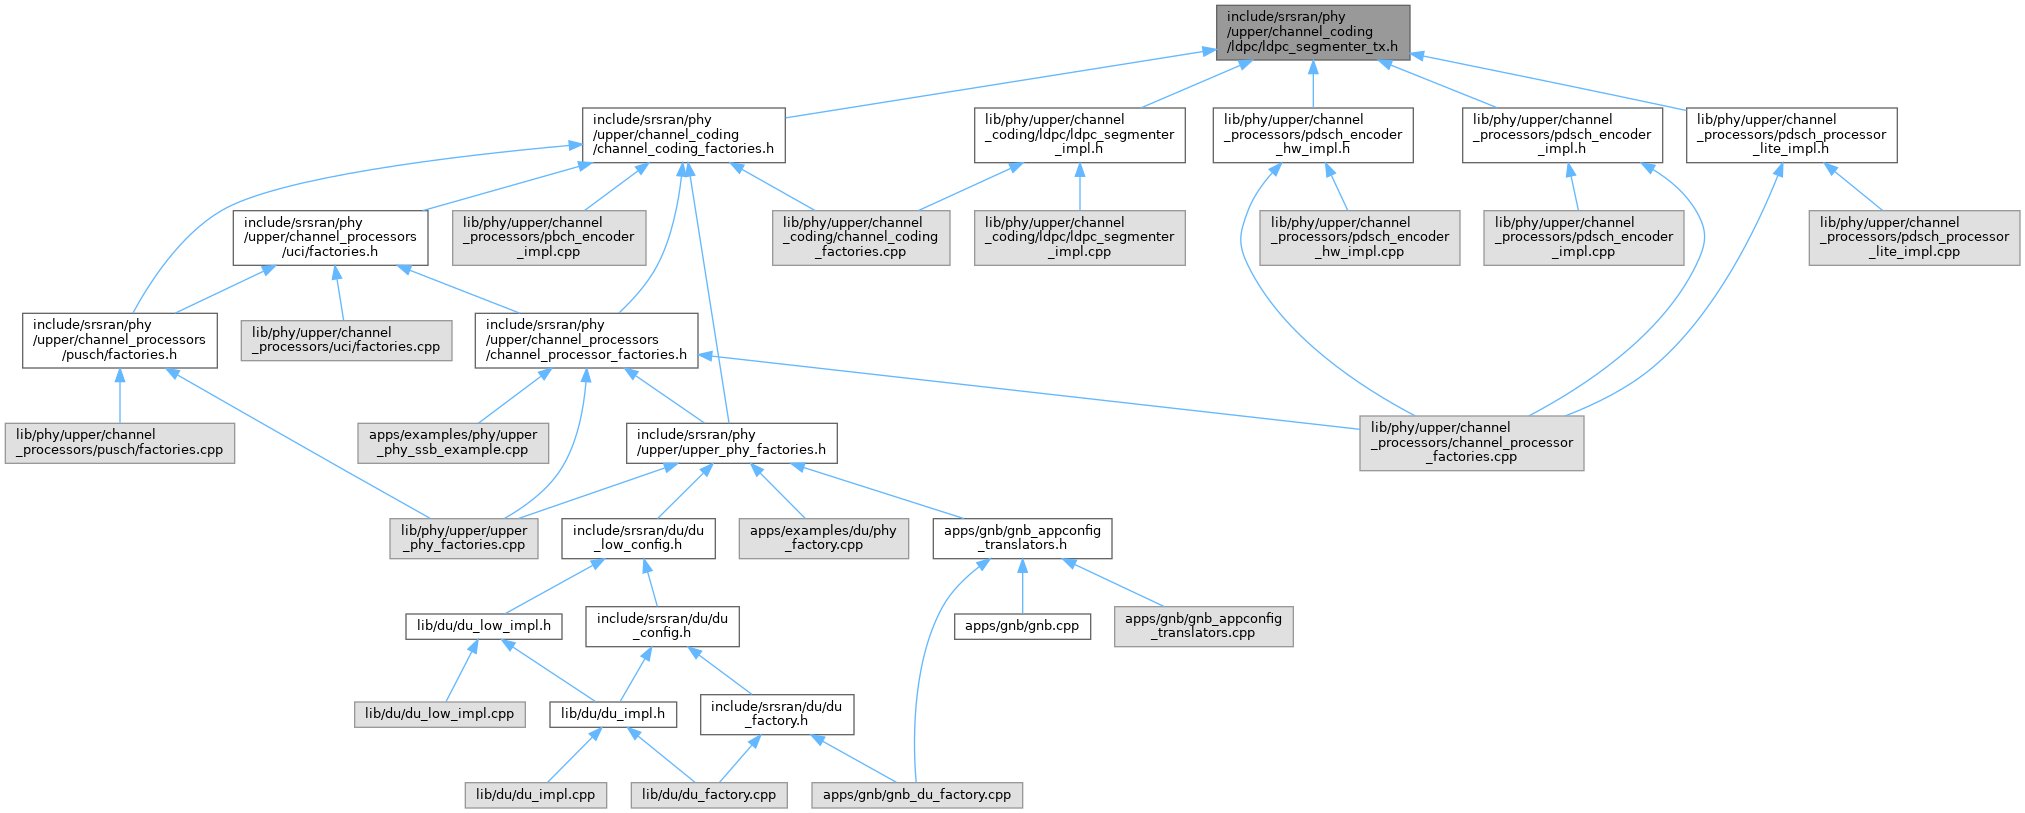 include/srsran/phy
/upper/channel_coding
/ldpc/ldpc_segmenter_tx.h
include/srsran/phy
/upper/channel_coding
/channel_coding_factories.h
lib/phy/upper/channel
_coding/ldpc/ldpc_segmenter
_impl.h
lib/phy/upper/channel
_processors/pdsch_encoder
_hw_impl.h
lib/phy/upper/channel
_processors/pdsch_encoder
_impl.h
lib/phy/upper/channel
_processors/pdsch_processor
_lite_impl.h
include/srsran/phy
/upper/channel_processors
/uci/factories.h
lib/phy/upper/channel
_processors/pbch_encoder
_impl.cpp
lib/phy/upper/channel
_coding/channel_coding
_factories.cpp
lib/phy/upper/channel
_coding/ldpc/ldpc_segmenter
_impl.cpp
lib/phy/upper/channel
_processors/pdsch_encoder
_hw_impl.cpp
lib/phy/upper/channel
_processors/pdsch_encoder
_impl.cpp
lib/phy/upper/channel
_processors/pdsch_processor
_lite_impl.cpp
include/srsran/phy
/upper/channel_processors
/pusch/factories.h
lib/phy/upper/channel
_processors/uci/factories.cpp
include/srsran/phy
/upper/channel_processors
/channel_processor_factories.h
lib/phy/upper/channel
_processors/pusch/factories.cpp
apps/examples/phy/upper
_phy_ssb_example.cpp
include/srsran/phy
/upper/upper_phy_factories.h
lib/phy/upper/channel
_processors/channel_processor
_factories.cpp
lib/phy/upper/upper
_phy_factories.cpp
include/srsran/du/du
_low_config.h
apps/examples/du/phy
_factory.cpp
apps/gnb/gnb_appconfig
_translators.h
lib/du/du_low_impl.h
include/srsran/du/du
_config.h
apps/gnb/gnb.cpp
apps/gnb/gnb_appconfig
_translators.cpp
lib/du/du_low_impl.cpp
lib/du/du_impl.h
include/srsran/du/du
_factory.h
lib/du/du_impl.cpp
lib/du/du_factory.cpp
apps/gnb/gnb_du_factory.cpp